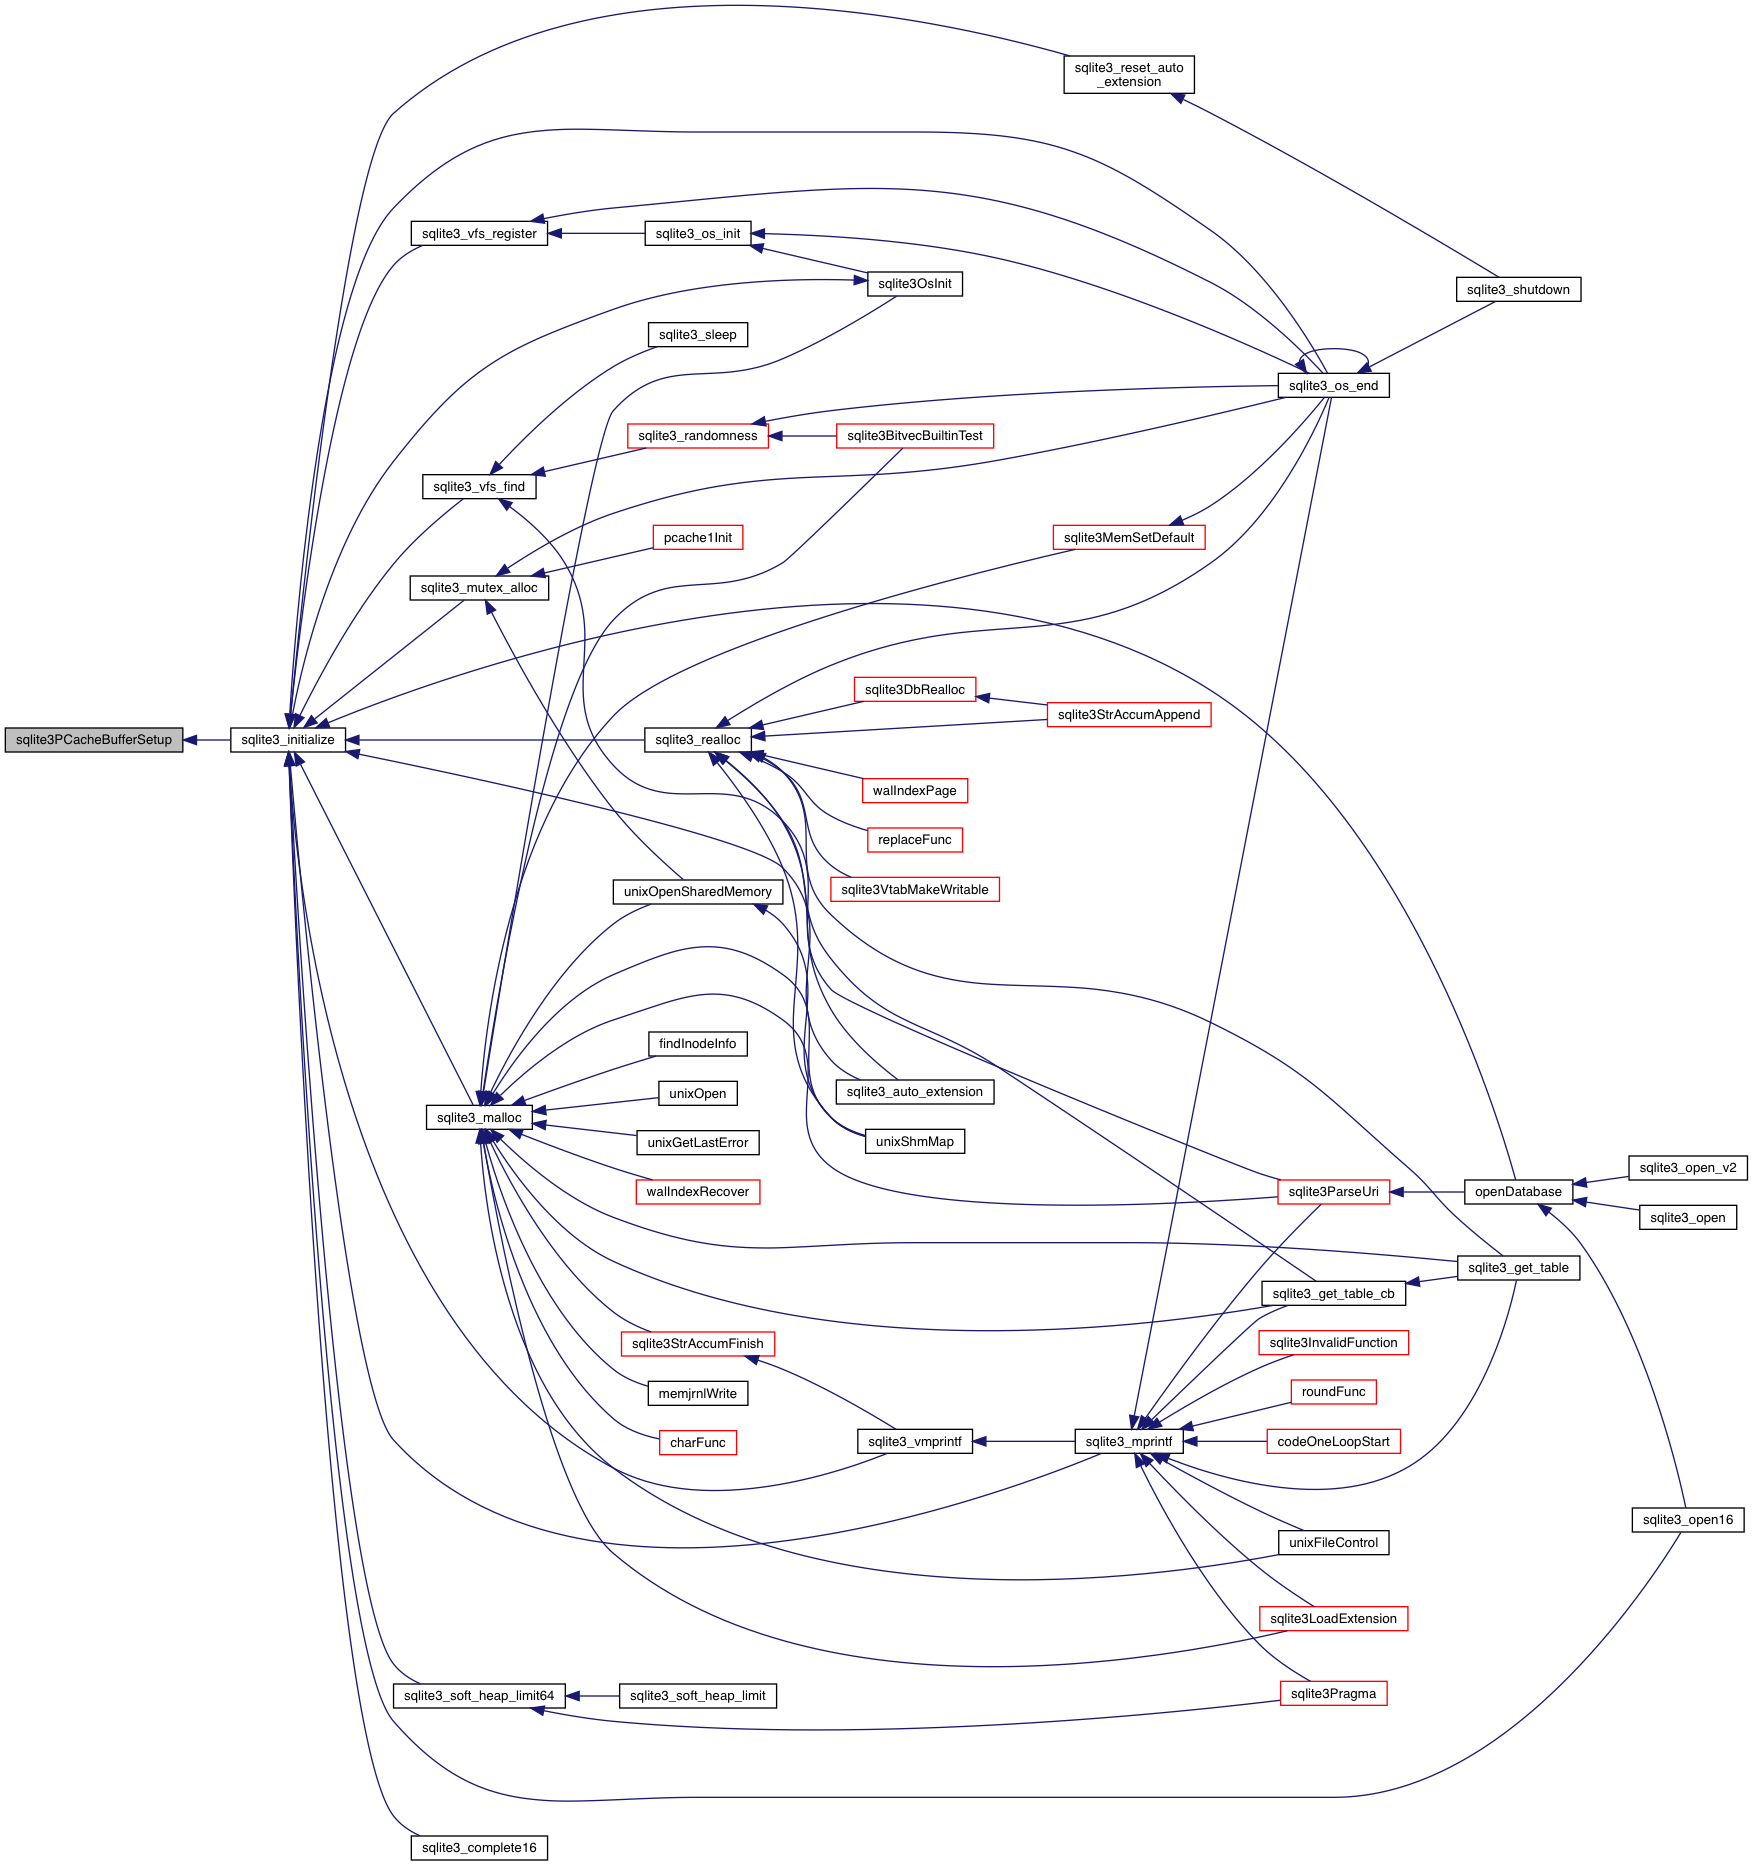 sqlite3_reset_auto
_extension
sqlite3_vfs_register
sqlite3_os_init
sqlite3OsInit
sqlite3_shutdown
sqlite3_sleep
sqlite3_os_end
sqlite3_randomness
sqlite3BitvecBuiltinTest
sqlite3_vfs_find
pcache1Init
sqlite3MemSetDefault
sqlite3_mutex_alloc
sqlite3DbRealloc
sqlite3StrAccumAppend
sqlite3PCacheBufferSetup
sqlite3_initialize
sqlite3_realloc
walIndexPage
replaceFunc
unixOpenSharedMemory
sqlite3VtabMakeWritable
findInodeInfo
unixOpen
sqlite3_auto_extension
sqlite3_malloc
unixGetLastError
unixShmMap
sqlite3_open_v2
walIndexRecover
sqlite3ParseUri
openDatabase
sqlite3_open
sqlite3_get_table
sqlite3_get_table_cb
sqlite3StrAccumFinish
sqlite3InvalidFunction
memjrnlWrite
roundFunc
charFunc
sqlite3_vmprintf
sqlite3_mprintf
codeOneLoopStart
sqlite3_open16
unixFileControl
sqlite3LoadExtension
sqlite3_soft_heap_limit64
sqlite3_soft_heap_limit
sqlite3Pragma
sqlite3_complete16